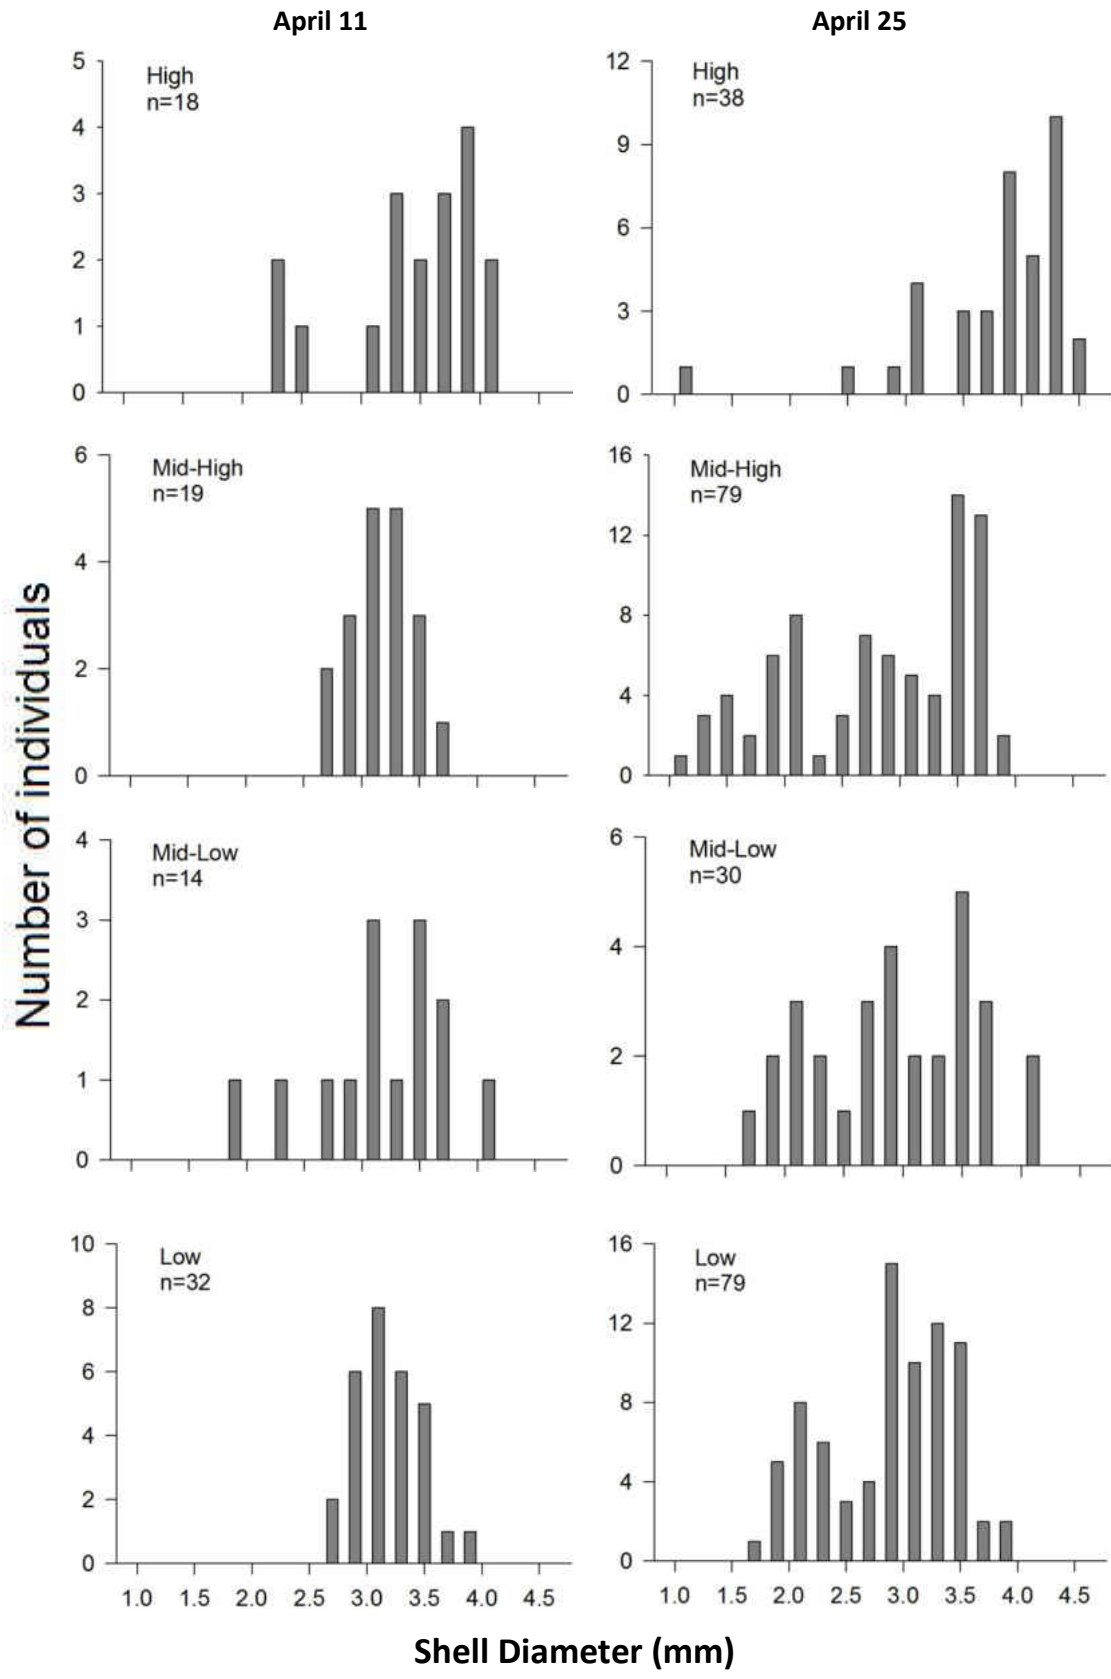 April 11
April 25
5
4
3
2
1
0
High
n=18
12
9
6
3
0
High
n=38
6
4
2
0
Mid-High
n=19
16
12
8
4
0
Mid-High
n=79
4
3
2
1
0
Mid-Low
n=14
6
4
2
0
Mid-Low
n=30
10
8
6
4
2
0
Low
n=32
1.0 1.5 2.0 2.5 3.0 3.5 4.0 4.5
16
12
8
4
0
Low
n=79
1.0 1.5 2.0 2.5 3.0 3.5 4.0 4.5
Number of individuals
Shell Diameter (mm)